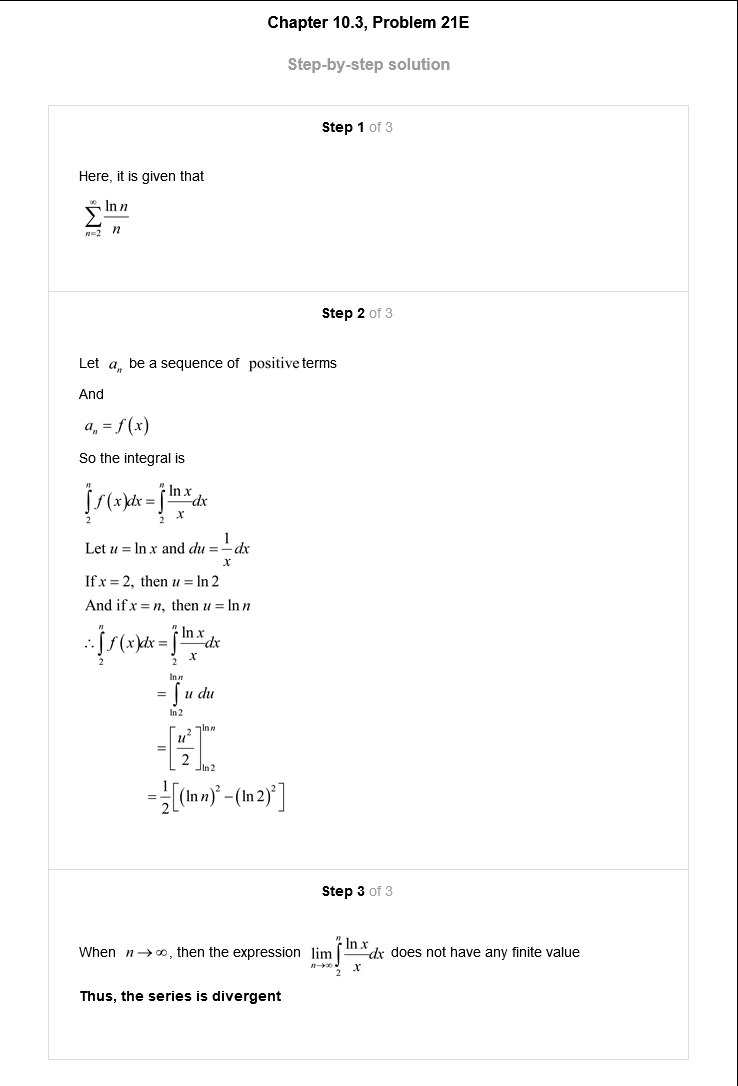 Chapter 10.3, Problem 21E
Step-by-step solution
Step 1 of 3
Here, it is given that
$\sum_{n=2}^{\infty} \frac{\ln n}{n}$
Step 2 of 3
Let $a_n$ be a sequence of positive terms
And
$a_n = f(x)$
So the integral is
$\int_2^n f(x)dx = \int_2^n \frac{\ln x}{x}dx$
Let $u = \ln x$ and $du = \frac{1}{x}dx$
If $x = 2$, then $u = \ln 2$
And if $x = n$, then $u = \ln n$
$\therefore \int_2^n f(x)dx = \int_2^n \frac{\ln x}{x}dx$
$= \int_{\ln 2}^{\ln n} u \, du$
$= \left[\frac{u^2}{2}\right]_{\ln 2}^{\ln n}$
$= \frac{1}{2}\left[(\ln n)^2 - (\ln 2)^2\right]$
Step 3 of 3
When $n \to \infty$, then the expression $\lim_{n \to \infty} \int_2^n \frac{\ln x}{x}dx$ does not have any finite value
Thus, the series is divergent